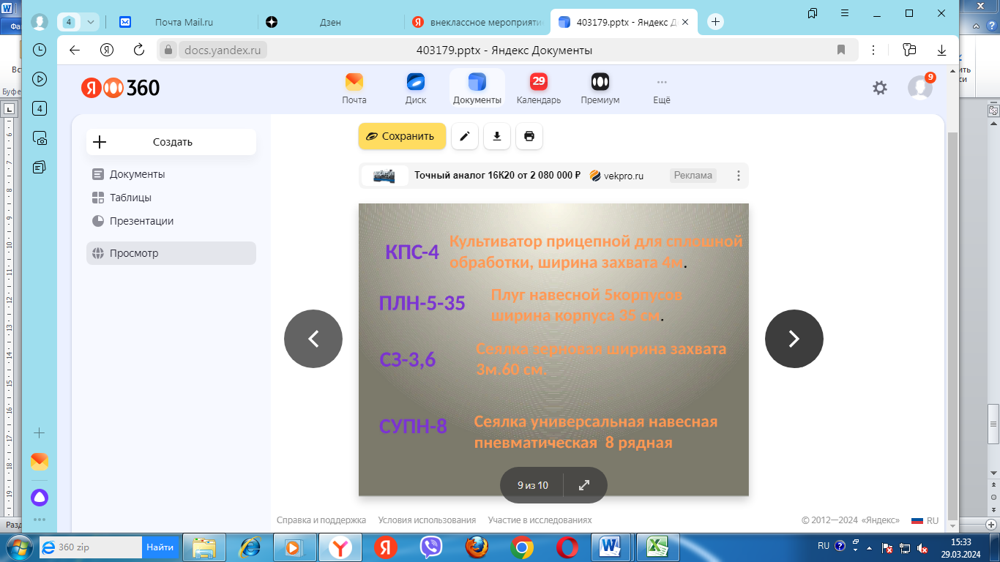 4
Почта Mail.ru
Дзен
внеклассное мероприятие
403179.pptx - Яндекс Д
docs.yandex.ru
403179.pptx - Яндекс Документы
Я 360
Почта
Диск
Документы
29
Календарь
Премиум
Ещё
9
4
Создать
Документы
Таблицы
Презентации
Просмотр
Сохранить
Точный аналог 16К20 от 2 080 000 ₽
vekpro.ru
Реклама
КПС-4
Культиватор прицепной для сплошной
обработки, ширина захвата 4м.
ПЛН-5-35
Плуг навесной 5корпусов
ширина корпуса 35 см.
СЗ-3,6
Сеялка зерновая ширина захвата
3м.60 см.
СУПН-8
Сеялка универсальная навесная
пневматическая 8 рядная
9 из 10
Справка и поддержка
Условия использования
Участие в исследованиях
© 2012—2024 «Яндекс»
RU
360 zip
Найти
RU
15:33
29.03.2024